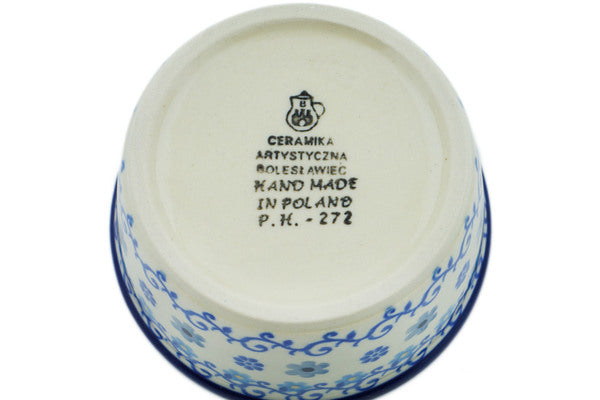 B
CERAMIKA
ARTYSTYCZNA
BOLESŁAWIEC
HAND MADE
IN POLAND
P.H. - 272